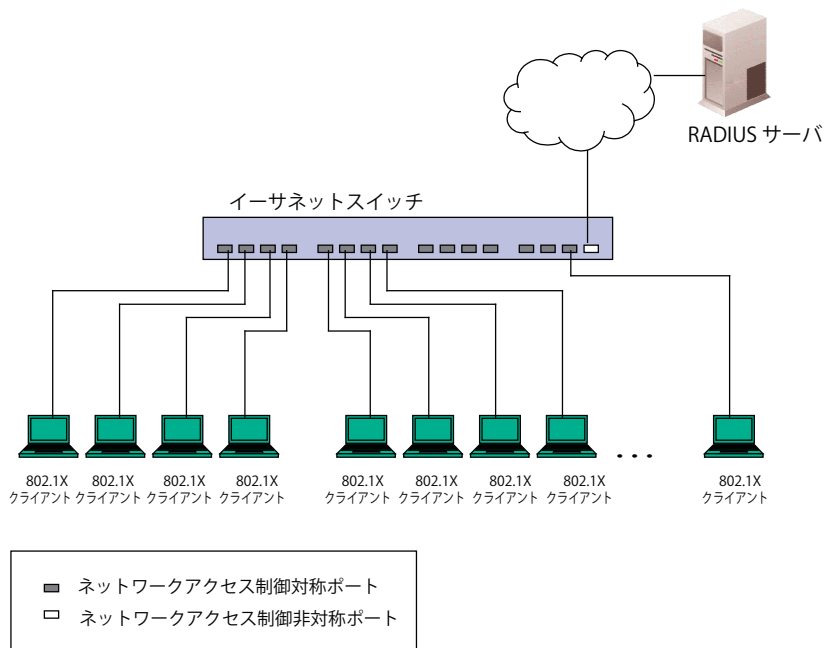 RADIUS サーバ
イーサネットスイッチ
802.1X 802.1X 802.1X 802.1X 802.1X 802.1X 802.1X 802.1X 802.1X
クライアント クライアント クライアント クライアント クライアント クライアント クライアント クライアント クライアント
ネットワークアクセス制御対称ポート
ネットワークアクセス制御非対称ポート